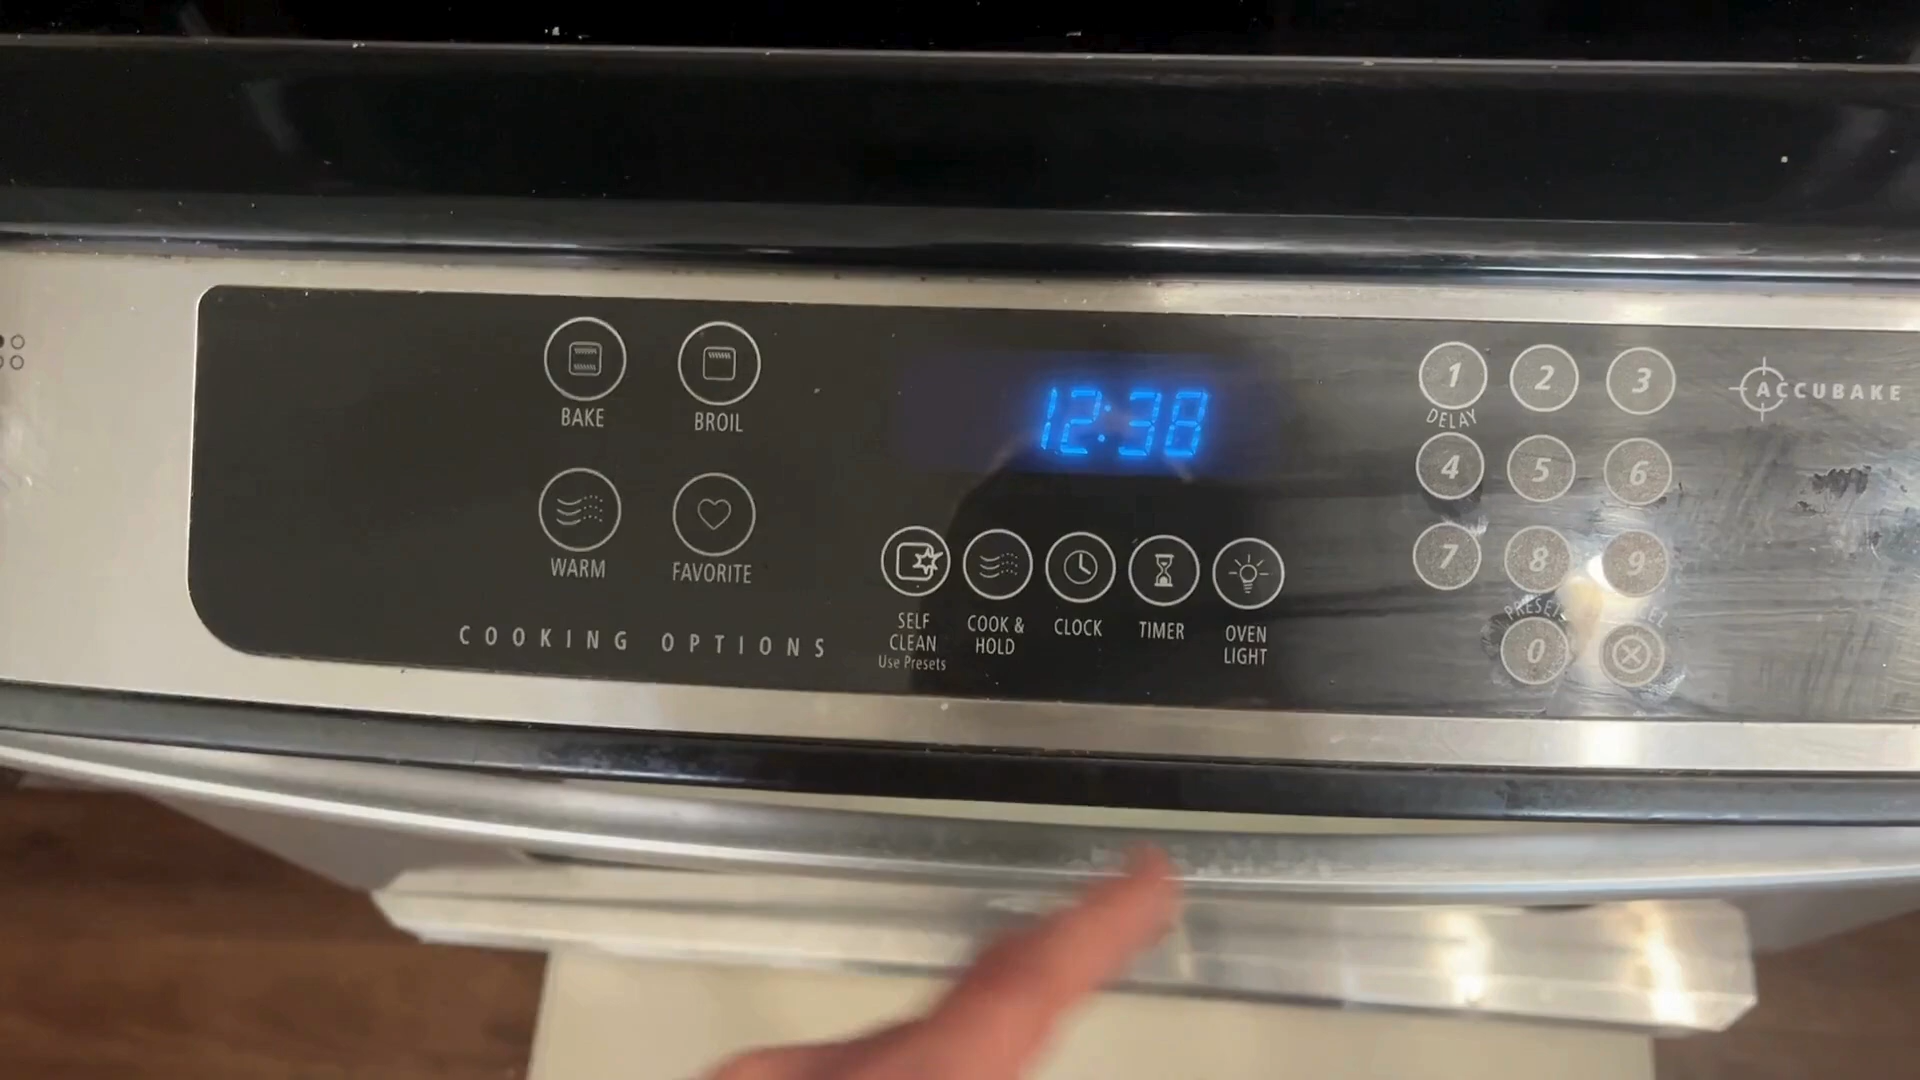 BAKE
BROIL
WARM
FAVORITE
COOKING OPTIONS
12:38
SELF
CLEAN
Use Presets
COOK &
HOLD
CLOCK
TIMER
OVEN
LIGHT
1 2 3
DELAY
4 5 6
7 8 9
0
ACCUBAKE